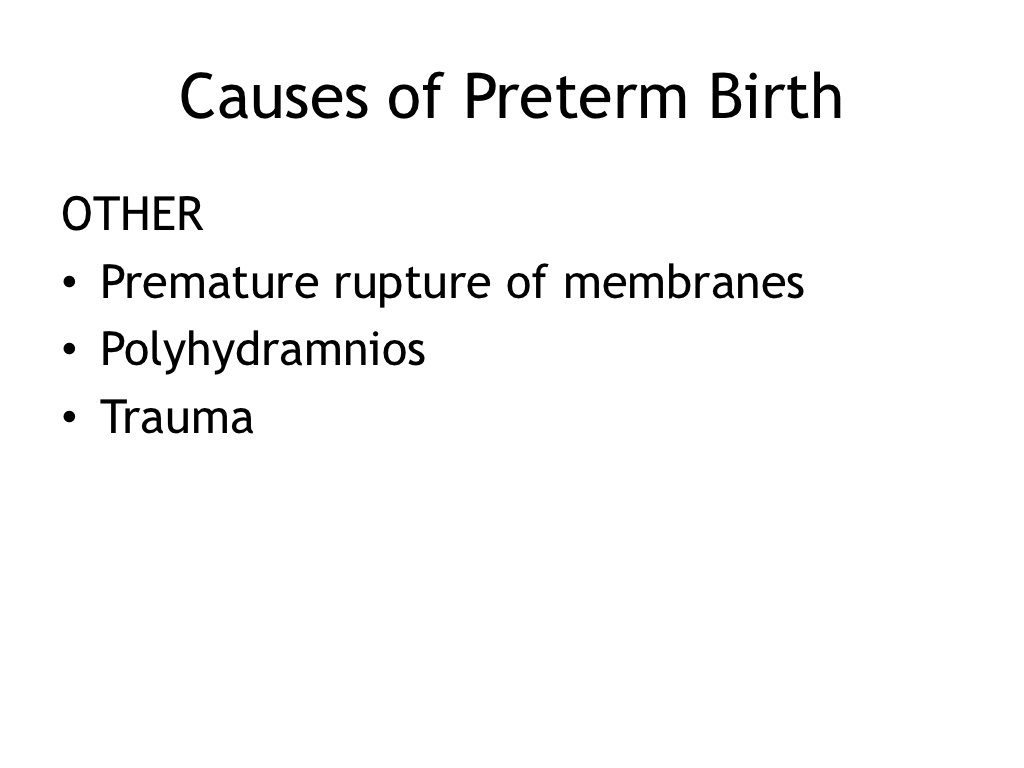 Causes of Preterm Birth
OTHER
• Premature rupture of membranes
• Polyhydramnios
• Trauma